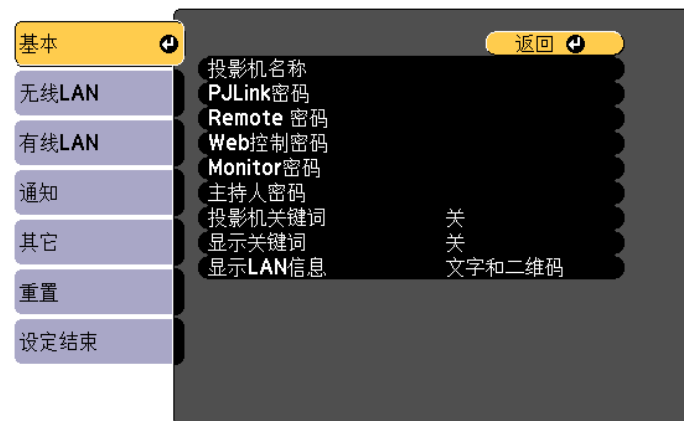 基本
无线LAN
有线LAN
通知
其它
重置
设定结束
返回
投影机名称
PJLink密码
Remote 密码
Web控制密码
Monitor密码
主持人密码
投影机关键词 关
显示关键词 关
显示LAN信息 文字和二维码